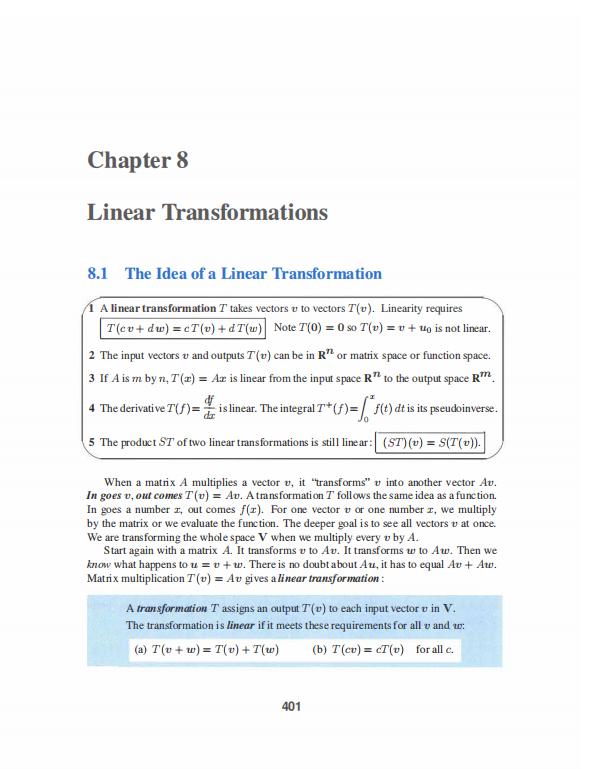 Chapter 8
Linear Transformations
8.1 The Idea of a Linear Transformation
1 A linear transformation T takes vectors v to vectors T(v). Linearity requires
T(cv + dw) = cT(v) + dT(w) Note T(0) = 0 so T(v) = v + u₀ is not linear.
2 The input vectors v and outputs T(v) can be in Rⁿ or matrix space or function space.
3 If A is m by n, T(x) = Ax is linear from the input space Rⁿ to the output space Rᵐ.
4 The derivative T(f) = df/dx is linear. The integral T⁺(f) = ∫₀ˣ f(t) dt is its pseudoinverse.
5 The product ST of two linear transformations is still linear: (ST)(v) = S(T(v)).
When a matrix A multiplies a vector v, it “transforms” v into another vector Av.
In goes v, out comes T(v) = Av. A transformation T follows the same idea as a function.
In goes a number x, out comes f(x). For one vector v or one number x, we multiply
by the matrix or we evaluate the function. The deeper goal is to see all vectors v at once.
We are transforming the whole space V when we multiply every v by A.
Start again with a matrix A. It transforms v to Av. It transforms w to Aw. Then we
know what happens to u = v + w. There is no doubt about Au, it has to equal Av + Aw.
Matrix multiplication T(v) = Av gives a linear transformation:
A transformation T assigns an output T(v) to each input vector v in V.
The transformation is linear if it meets these requirements for all v and w:
(a) T(v + w) = T(v) + T(w) (b) T(cv) = cT(v) for all c.
401